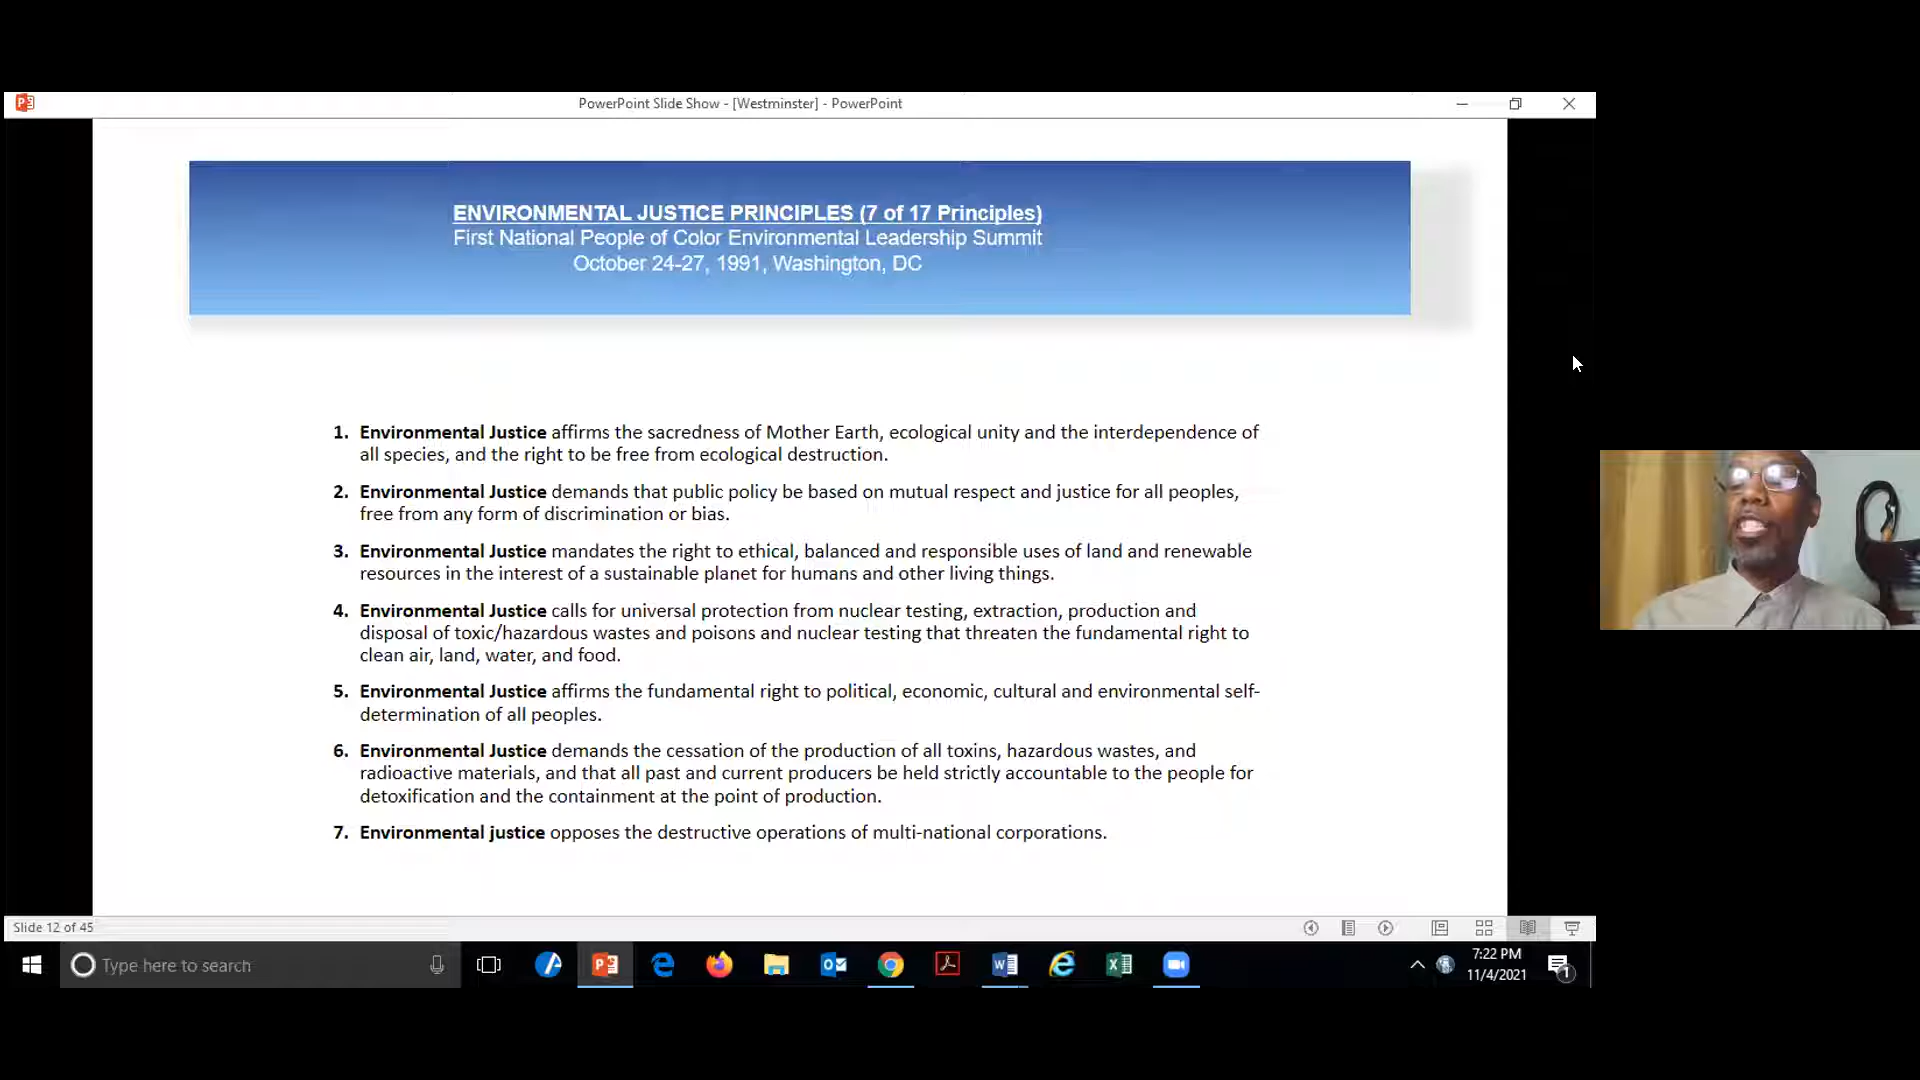 PowerPoint Slide Show - [Westminster] - PowerPoint
ENVIRONMENTAL JUSTICE PRINCIPLES (7 of 17 Principles)
First National People of Color Environmental Leadership Summit
October 24-27, 1991, Washington, DC
1. Environmental Justice affirms the sacredness of Mother Earth, ecological unity and the interdependence of
all species, and the right to be free from ecological destruction.
2. Environmental Justice demands that public policy be based on mutual respect and justice for all peoples,
free from any form of discrimination or bias.
3. Environmental Justice mandates the right to ethical, balanced and responsible uses of land and renewable
resources in the interest of a sustainable planet for humans and other living things.
4. Environmental Justice calls for universal protection from nuclear testing, extraction, production and
disposal of toxic/hazardous wastes and poisons and nuclear testing that threaten the fundamental right to
clean air, land, water, and food.
5. Environmental Justice affirms the fundamental right to political, economic, cultural and environmental self-
determination of all peoples.
6. Environmental Justice demands the cessation of the production of all toxins, hazardous wastes, and
radioactive materials, and that all past and current producers be held strictly accountable to the people for
detoxification and the containment at the point of production.
7. Environmental justice opposes the destructive operations of multi-national corporations.
Slide 12 of 45
Type here to search
7:22 PM
11/4/2021
1